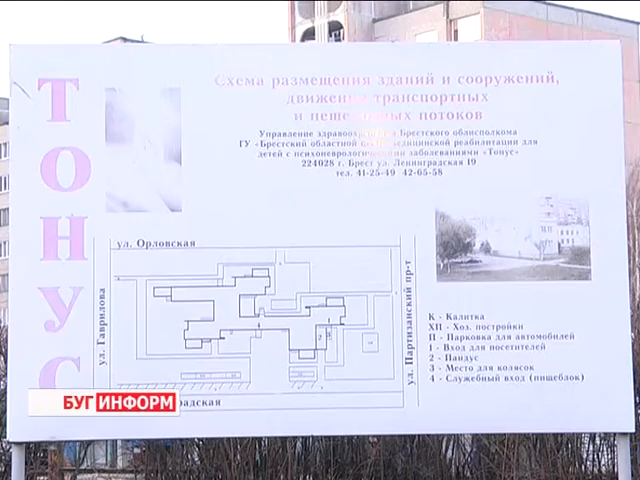 ТОНУС
Схема размещения зданий и сооружений,
движения транспортных
и пешеходных потоков
Управление здравоохранения Брестского облисполкома
ГУ «Брестский областной центр медицинской реабилитации для
детей с психоневрологическими заболеваниями «Тонус»
224028 г. Брест ул. Ленинградская 19
тел. 41-25-49 42-65-58
ул. Орловская
ул. Гаврилова
ул. Партизанский пр-т
К - Калитка
ХП - Хоз. постройки
П - Парковка для автомобилей
1 - Вход для посетителей
2 - Пандус
3 - Место для колясок
4 - Служебный вход (пищеблок)
БУГ ИНФОРМ
радская